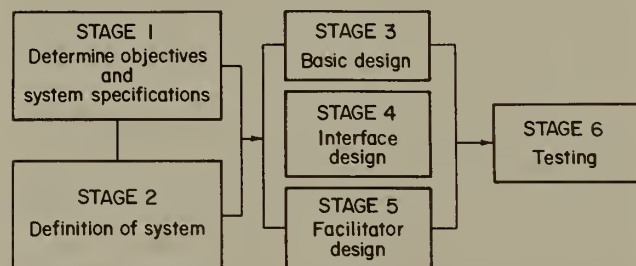 STAGE 1
Determine objectives
and
system specifications
STAGE 2
Definition of system
STAGE 3
Basic design
STAGE 4
Interface
design
STAGE 5
Facilitator
design
STAGE 6
Testing